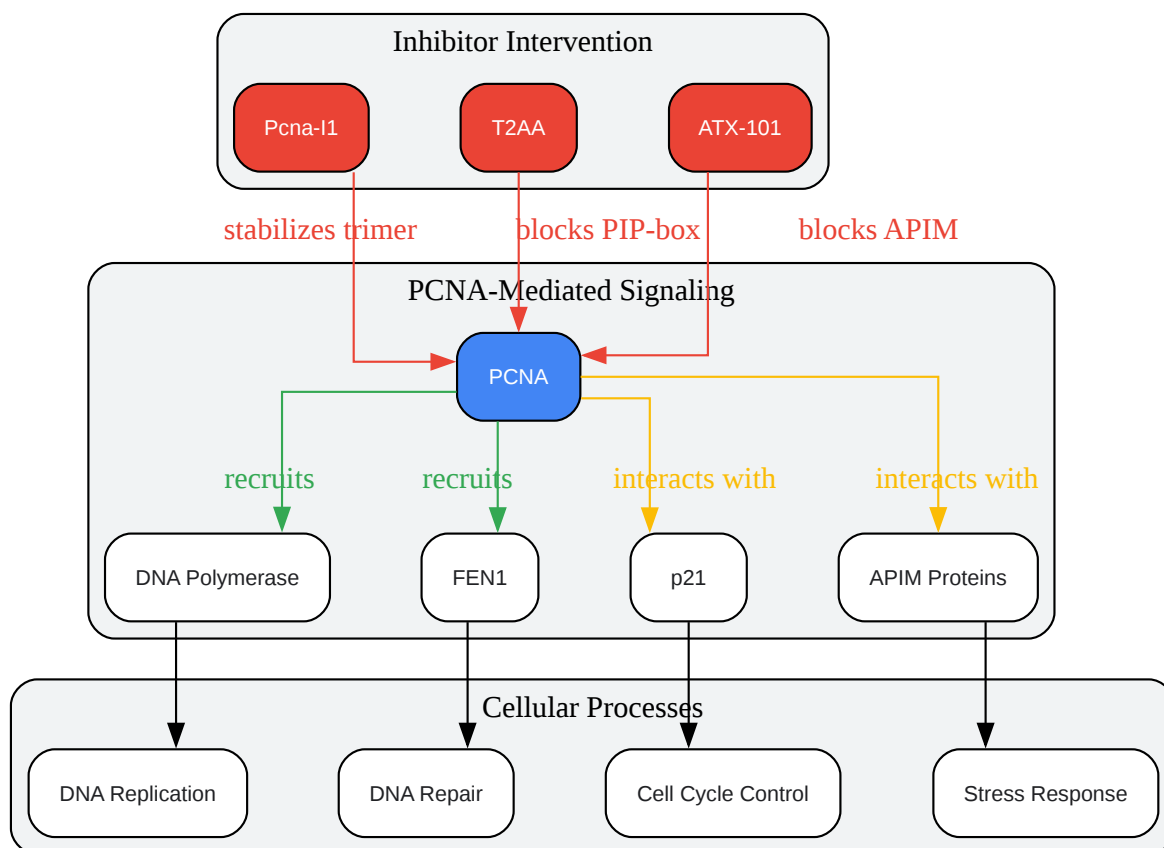 Inhibitor Intervention
Pcna-I1
T2AA
ATX-101
stabilizes trimer
blocks PIP-box
blocks APIM
PCNA-Mediated Signaling
PCNA
recruits
recruits
interacts with
interacts with
DNA Polymerase
FEN1
p21
APIM Proteins
Cellular Processes
DNA Replication
DNA Repair
Cell Cycle Control
Stress Response